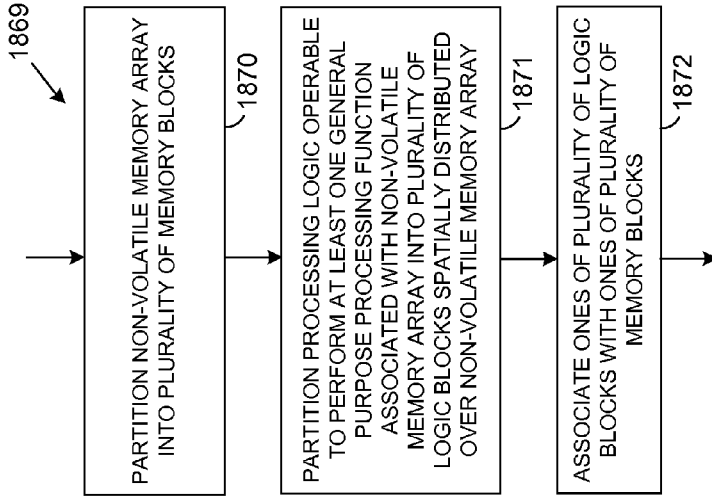 1869
PARTITION NON-VOLATILE MEMORY ARRAY
INTO PLURALITY OF MEMORY BLOCKS
1870
PARTITION PROCESSING LOGIC OPERABLE
TO PERFORM AT LEAST ONE GENERAL
PURPOSE PROCESSING FUNCTION
ASSOCIATED WITH NON-VOLATILE
MEMORY ARRAY INTO PLURALITY OF
LOGIC BLOCKS SPATIALLY DISTRIBUTED
OVER NON-VOLATILE MEMORY ARRAY
1871
ASSOCIATE ONES OF PLURALITY OF LOGIC
BLOCKS WITH ONES OF PLURALITY OF
MEMORY BLOCKS
1872